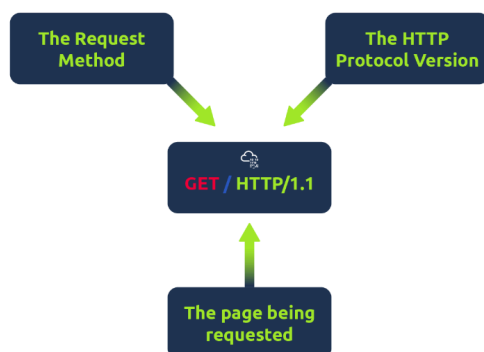 The Request
Method
The HTTP
Protocol Version
GET / HTTP/1.1
The page being
requested